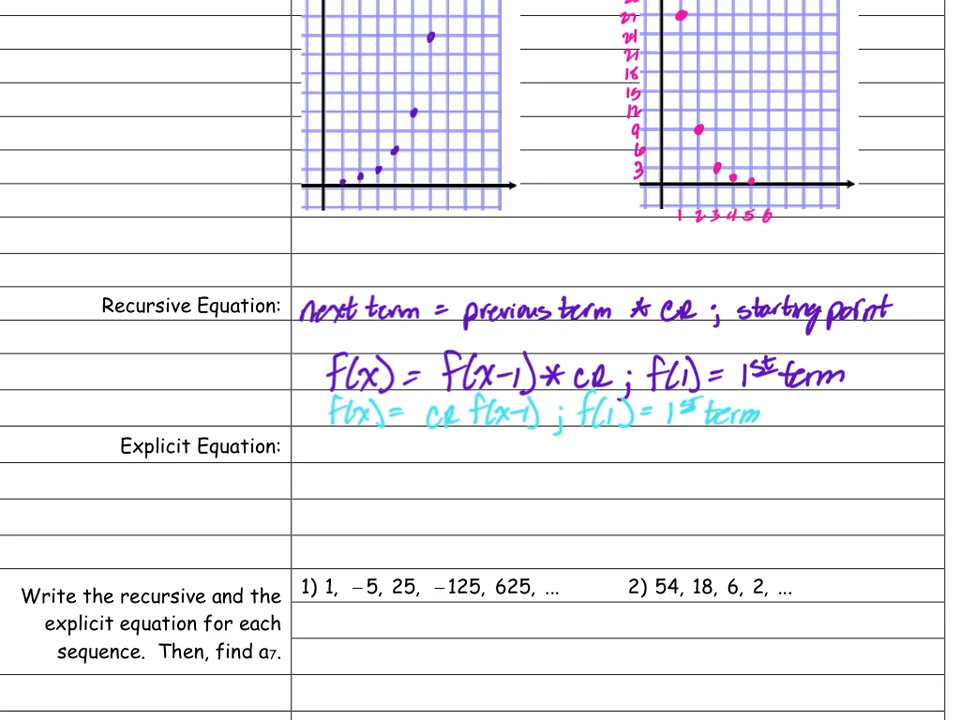 27
24
21
18
15
12
9
6
3
1 2 3 4 5 6
Recursive Equation: next term = previous term * CR ; starting point
f(x) = f(x-1) * CR ; f(1) = 1st term
f(x) = CR f(x-1) ; f(1) = 1st term
Explicit Equation:
Write the recursive and the
explicit equation for each
sequence. Then, find a7.
1) 1, −5, 25, −125, 625, ...
2) 54, 18, 6, 2, ...